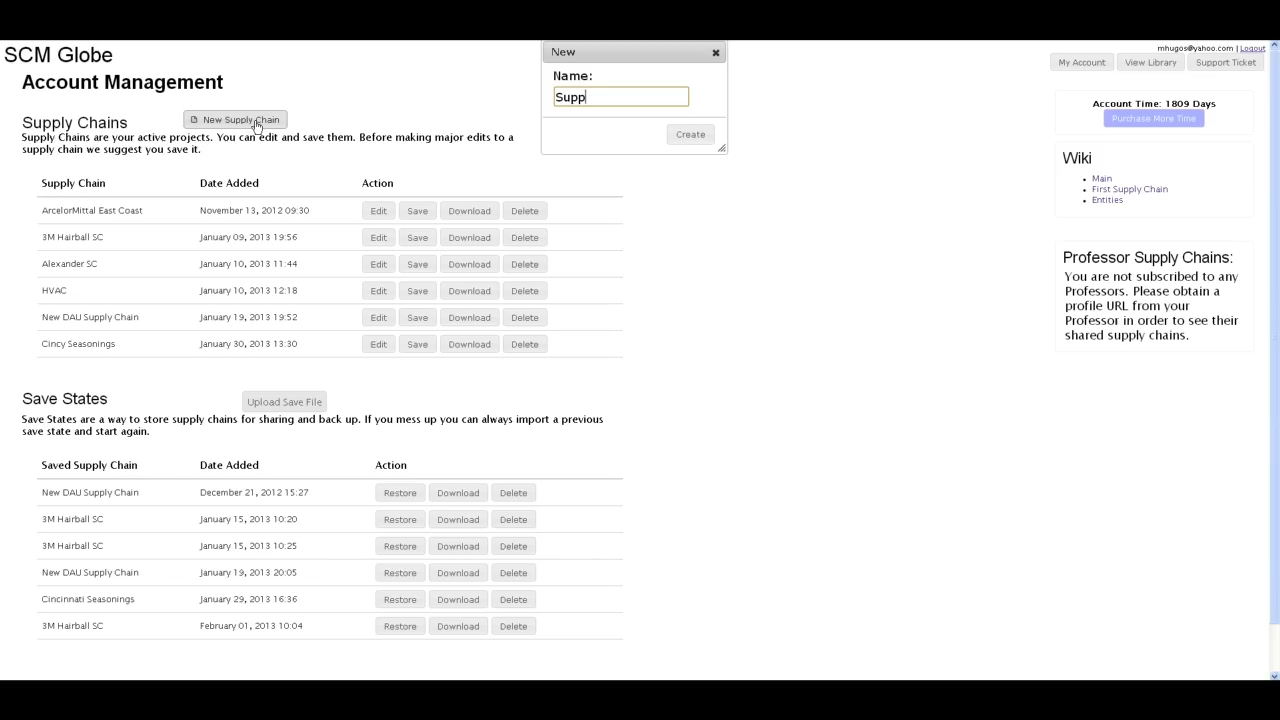 SCM Globe
Account Management
mhugos@yahoo.com | Logout
My Account View Library Support Ticket
New
Name:
Supp
Create
Supply Chains
New Supply Chain
Supply Chains are your active projects. You can edit and save them. Before making major edits to a
supply chain we suggest you save it.
Supply Chain Date Added Action
ArcelorMittal East Coast November 13, 2012 09:30 Edit Save Download Delete
3M Hairball SC January 09, 2013 19:56 Edit Save Download Delete
Alexander SC January 10, 2013 11:44 Edit Save Download Delete
HVAC January 10, 2013 12:18 Edit Save Download Delete
New DAU Supply Chain January 19, 2013 19:52 Edit Save Download Delete
Cincy Seasonings January 30, 2013 13:30 Edit Save Download Delete
Save States
Upload Save File
Save States are a way to store supply chains for sharing and back up. If you mess up you can always import a previous
save state and start again.
Saved Supply Chain Date Added Action
New DAU Supply Chain December 21, 2012 15:27 Restore Download Delete
3M Hairball SC January 15, 2013 10:20 Restore Download Delete
3M Hairball SC January 15, 2013 10:25 Restore Download Delete
New DAU Supply Chain January 19, 2013 20:05 Restore Download Delete
Cincinnati Seasonings January 29, 2013 16:36 Restore Download Delete
3M Hairball SC February 01, 2013 10:04 Restore Download Delete
Account Time: 1809 Days
Purchase More Time
Wiki
Main
First Supply Chain
Entities
Professor Supply Chains:
You are not subscribed to any
Professors. Please obtain a
profile URL from your
Professor in order to see their
shared supply chains.